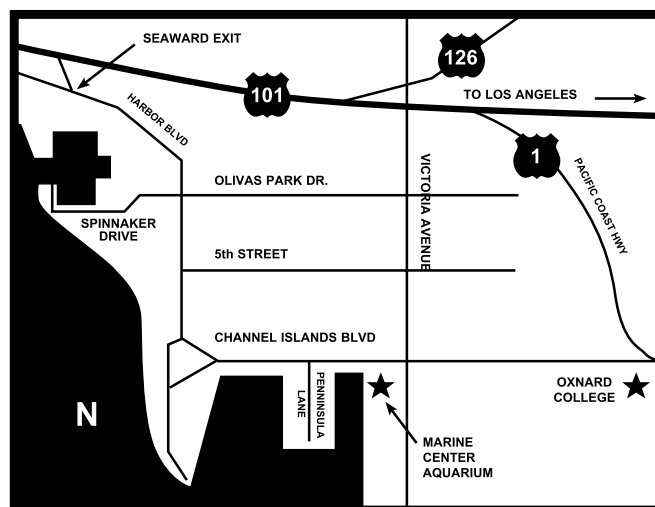 SEAWARD EXIT
126
101
TO LOS ANGELES
HARBOR BLVD
1
PACIFIC COAST HWY
VICTORIA AVENUE
OLIVAS PARK DR.
SPINNAKER
DRIVE
5th STREET
CHANNEL ISLANDS BLVD
PENNINSULA
LANE
OXNARD
COLLEGE
N
MARINE
CENTER
AQUARIUM